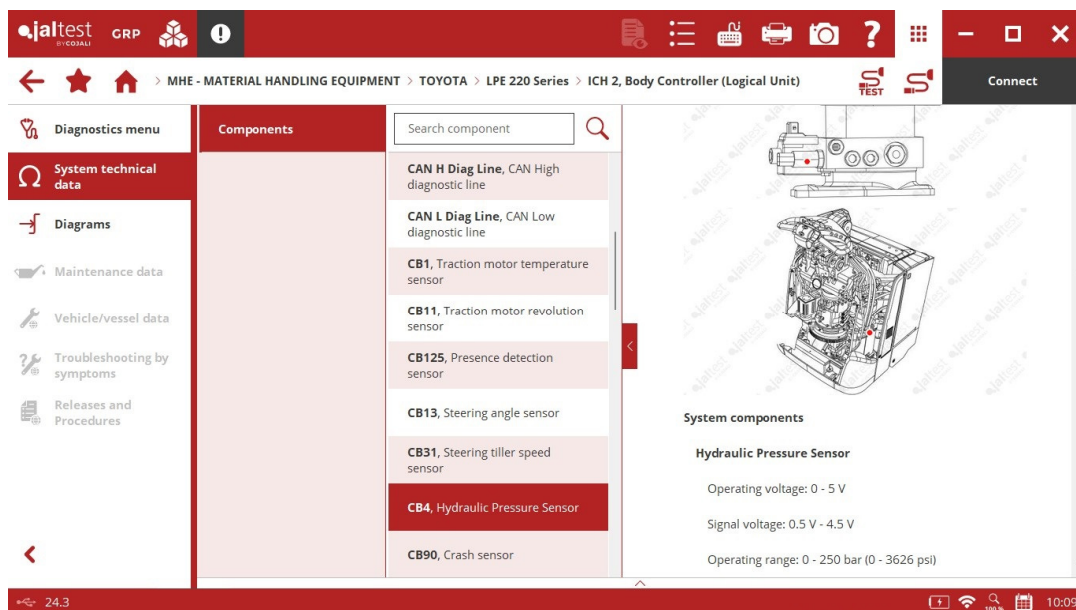 jaltest
BY COJALI
GRP
> MHE - MATERIAL HANDLING EQUIPMENT > TOYOTA > LPE 220 Series > ICH 2, Body Controller (Logical Unit)
TEST
Connect
Diagnostics menu
System technical
data
Diagrams
Maintenance data
Vehicle/vessel data
Troubleshooting by
symptoms
Releases and
Procedures
Components
Search component
CAN H Diag Line, CAN High
diagnostic line
CAN L Diag Line, CAN Low
diagnostic line
CB1, Traction motor temperature
sensor
CB11, Traction motor revolution
sensor
CB125, Presence detection
sensor
CB13, Steering angle sensor
CB31, Steering tiller speed
sensor
CB4, Hydraulic Pressure Sensor
CB90, Crash sensor
System components
Hydraulic Pressure Sensor
Operating voltage: 0 - 5 V
Signal voltage: 0.5 V - 4.5 V
Operating range: 0 - 250 bar (0 - 3626 psi)
24.3
100 %
10:09